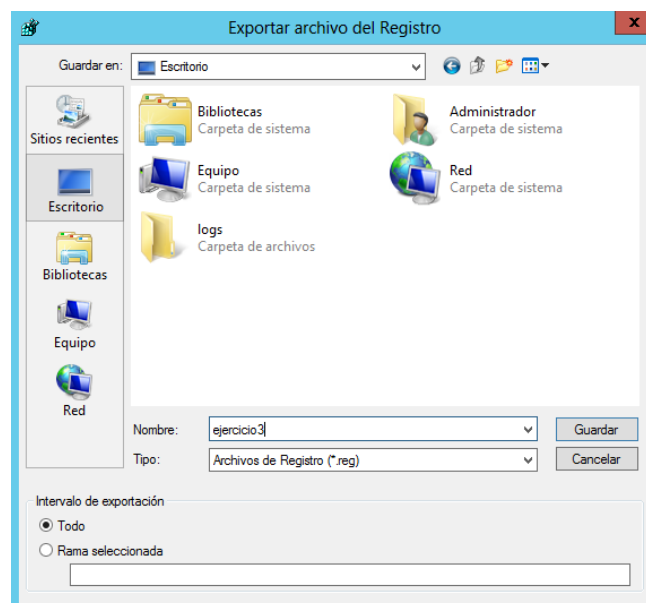 Exportar archivo del Registro
x
Guardar en:
Escritorio
Sitios recientes
Escritorio
Bibliotecas
Equipo
Red
Bibliotecas
Carpeta de sistema
Administrador
Carpeta de sistema
Equipo
Carpeta de sistema
Red
Carpeta de sistema
logs
Carpeta de archivos
Nombre:
ejercicio3
Guardar
Tipo:
Archivos de Registro (*.reg)
Cancelar
Intervalo de exportación
Todo
Rama seleccionada